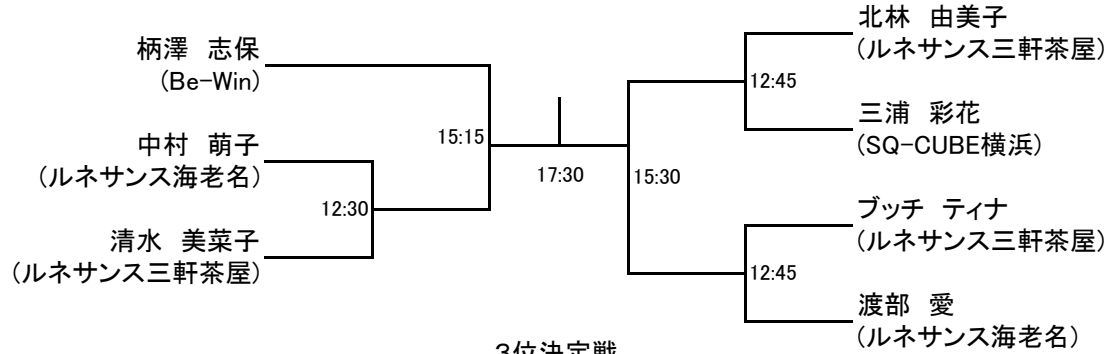 柄澤 志保
(Be-Win)
中村 萌子
(ルネサンス海老名)
清水 美菜子
(ルネサンス三軒茶屋)
12:30
15:15
17:30
15:30
北林 由美子
(ルネサンス三軒茶屋)
12:45
三浦 彩花
(SQ-CUBE横浜)
ブッチ ティナ
(ルネサンス三軒茶屋)
12:45
渡部 愛
(ルネサンス海老名)
3位決定戦